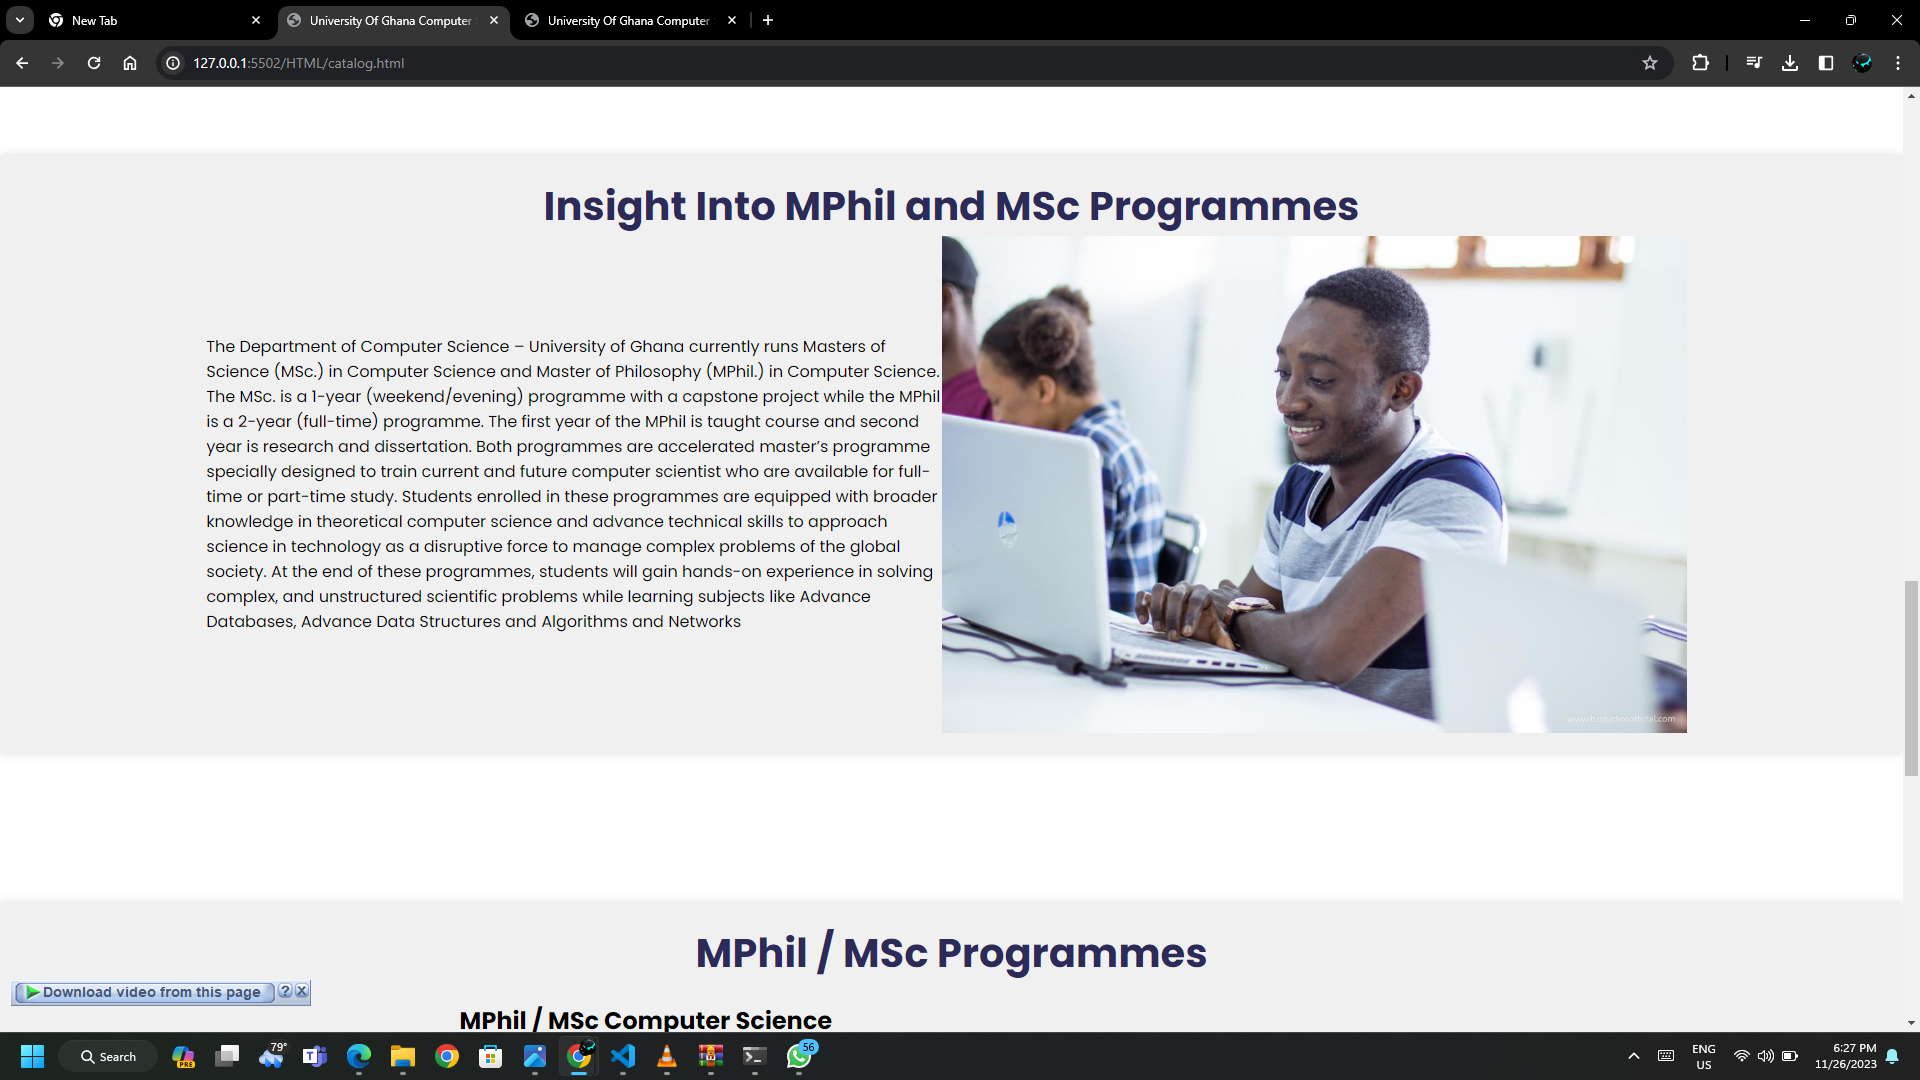 New Tab
University Of Ghana Computer
University Of Ghana Computer
127.0.0.1:5502/HTML/catalog.html
Insight Into MPhil and MSc Programmes
The Department of Computer Science – University of Ghana currently runs Masters of
Science (MSc.) in Computer Science and Master of Philosophy (MPhil.) in Computer Science.
The MSc. is a 1-year (weekend/evening) programme with a capstone project while the MPhil
is a 2-year (full-time) programme. The first year of the MPhil is taught course and second
year is research and dissertation. Both programmes are accelerated master’s programme
specially designed to train current and future computer scientist who are available for full-
time or part-time study. Students enrolled in these programmes are equipped with broader
knowledge in theoretical computer science and advance technical skills to approach
science in technology as a disruptive force to manage complex problems of the global
society. At the end of these programmes, students will gain hands-on experience in solving
complex, and unstructured scientific problems while learning subjects like Advance
Databases, Advance Data Structures and Algorithms and Networks
MPhil / MSc Programmes
Download video from this page ? X
MPhil / MSc Computer Science
Search
PRE
79°
56
ENG
US
6:27 PM
11/26/2023